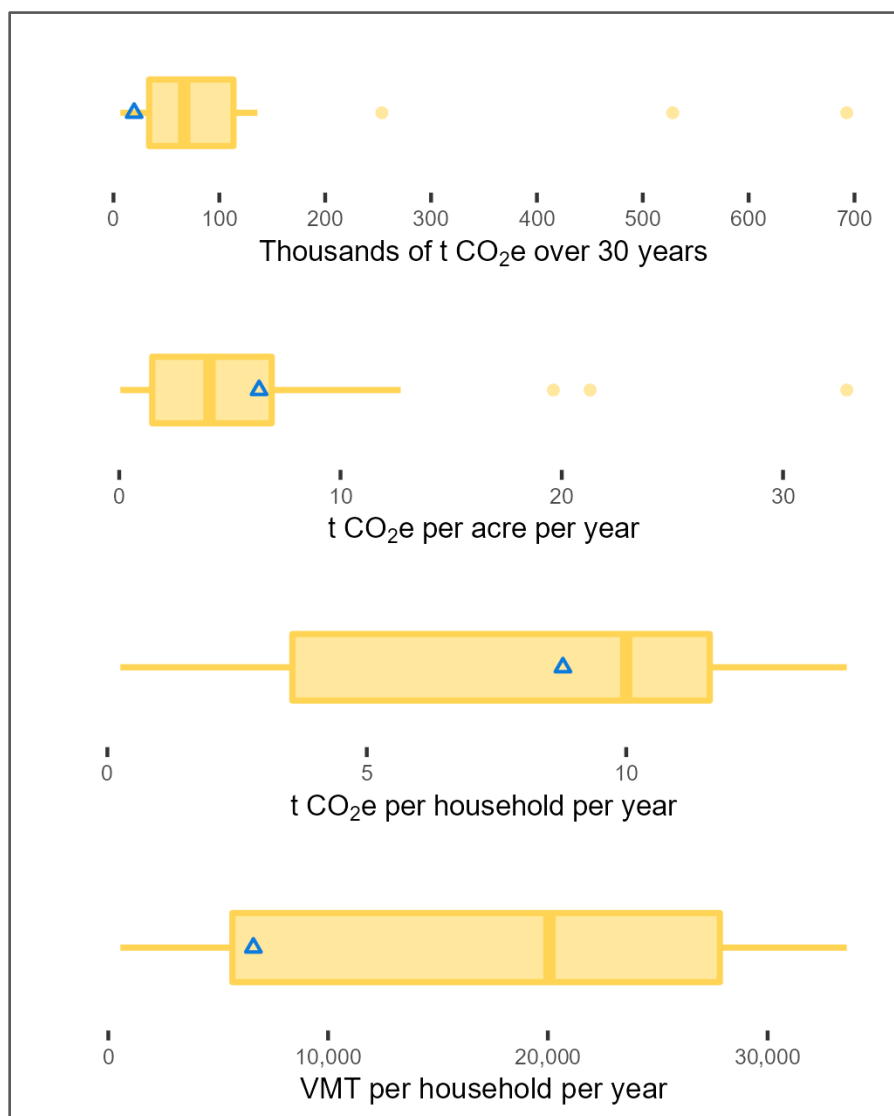 0 100 200 300 400 500 600 700
Thousands of t CO₂e over 30 years
0 10 20 30
t CO₂e per acre per year
0 5 10
t CO₂e per household per year
0 10,000 20,000 30,000
VMT per household per year